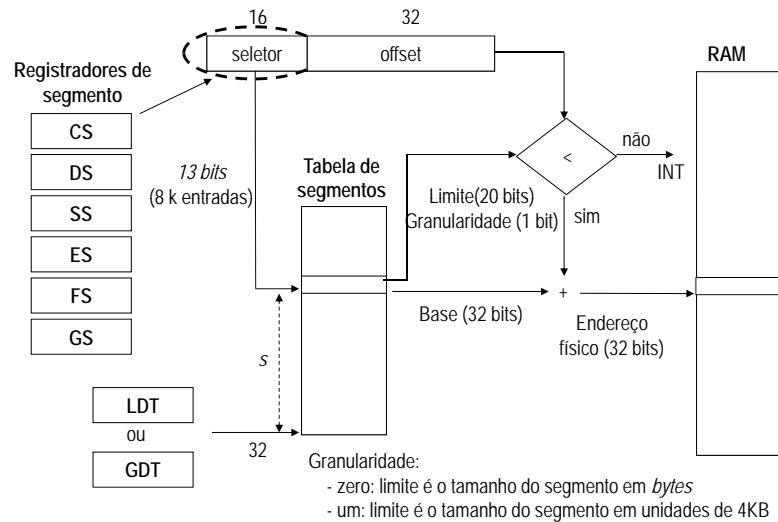 16
32
seletor
offset
RAM
Registradores de
segmento
CS
DS
SS
ES
FS
GS
13 bits
(8 k entradas)
Tabela de
segmentos
<
não
INT
Limite(20 bits)
Granularidade (1 bit)
sim
Base (32 bits)
+
Endereço
físico (32 bits)
s
LDT
ou
GDT
32
Granularidade:
- zero: limite é o tamanho do segmento em bytes
- um: limite é o tamanho do segmento em unidades de 4KB